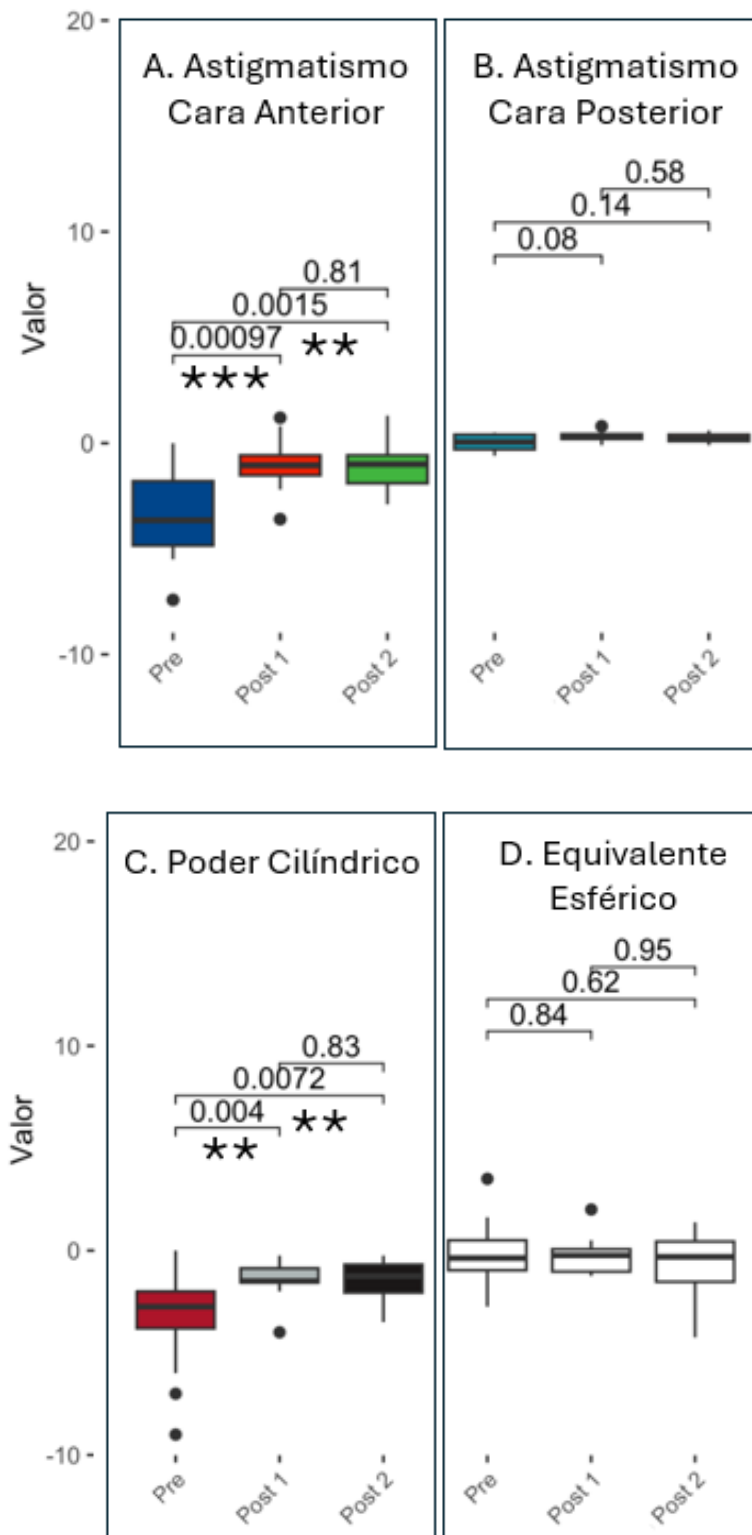 20
A. Astigmatismo
Cara Anterior
B. Astigmatismo
Cara Posterior
0.58
0.14
0.08
10
0.81
0.0015
0.00097
**
***
Valor
0
-10
Pre
Post 1
Post 2
Pre
Post 1
Post 2
20
C. Poder Cilíndrico
D. Equivalente
Esférico
0.95
0.62
0.84
10
0.83
0.0072
0.004
**
**
Valor
0
-10
Pre
Post 1
Post 2
Pre
Post 1
Post 2